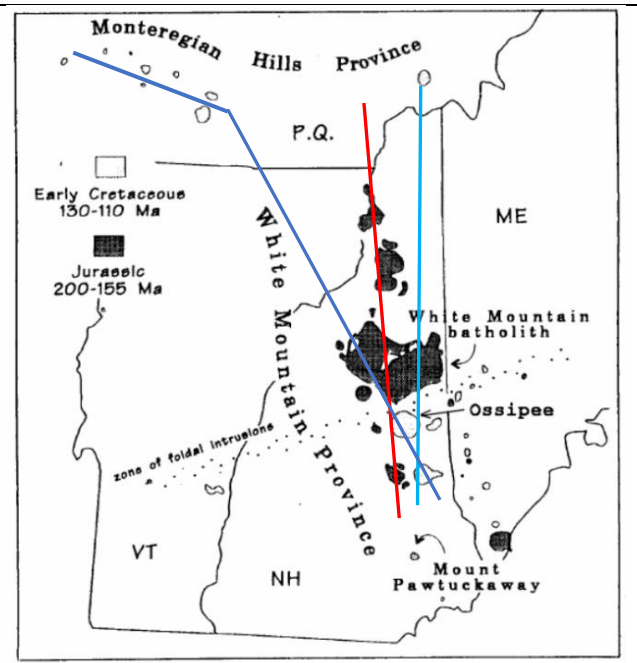 Monteregian Hills Province
P.Q.
Early Cretaceous
130-110 Ma
ME
Jurassic
200-155 Ma
White Mountain Province
White Mountain
batholith
Ossipee
zone of foidal intrusions
VT
NH
Mount
Pawtuckaway